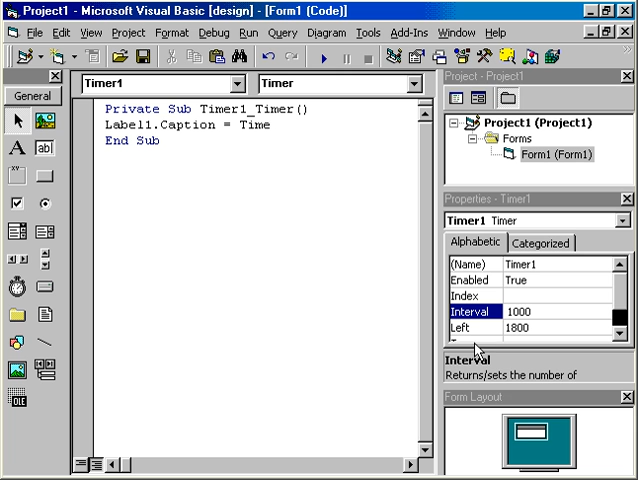 Project1 - Microsoft Visual Basic [design] - [Form1 (Code)]
File Edit View Project Format Debug Run Query Diagram Tools Add-Ins Window Help
General
A
ab
xv
OLE
Timer1
Timer
Private Sub Timer1_Timer()
Label1.Caption = Time
End Sub
Project - Project1
Project1 (Project1)
Forms
Form1 (Form1)
Properties - Timer1
Timer1 Timer
Alphabetic
Categorized
(Name) Timer1
Enabled True
Index
Interval 1000
Left 1800
Interval
Returns/sets the number of
Form Layout